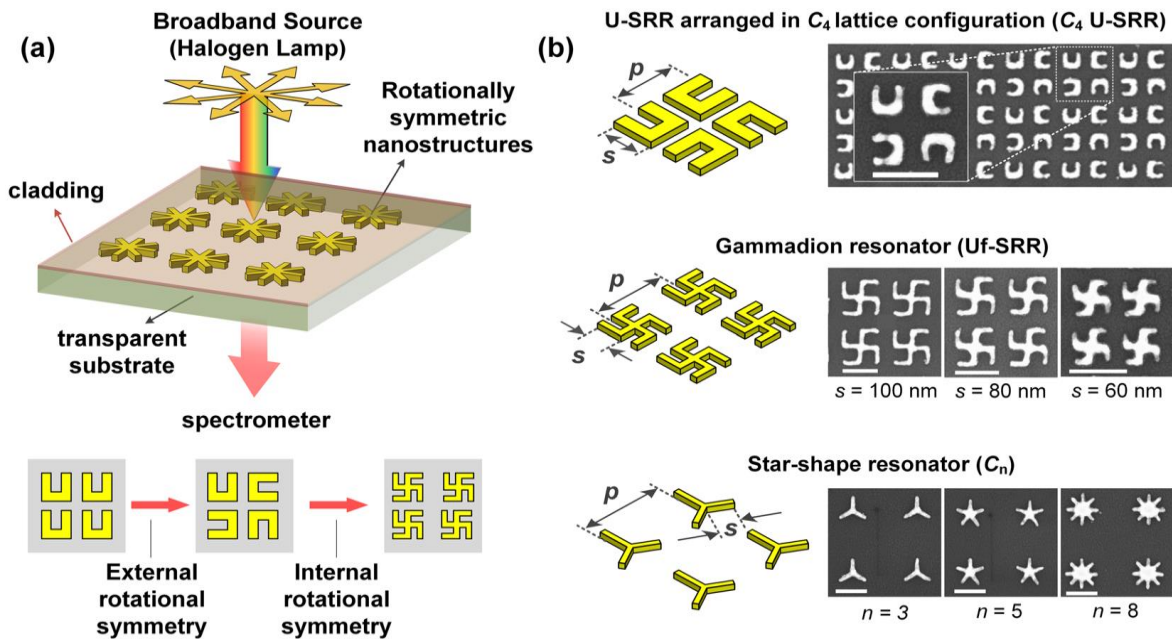 (a)
Broadband Source
(Halogen Lamp)
Rotationally
symmetric
nanostructures
cladding
transparent
substrate
spectrometer
External
rotational
symmetry
Internal
rotational
symmetry
(b)
U-SRR arranged in C₄ lattice configuration (C₄ U-SRR)
p
s
Gammadion resonator (Uf-SRR)
p
s
s = 100 nm
s = 80 nm
s = 60 nm
Star-shape resonator (Cₙ)
p
s
n = 3
n = 5
n = 8